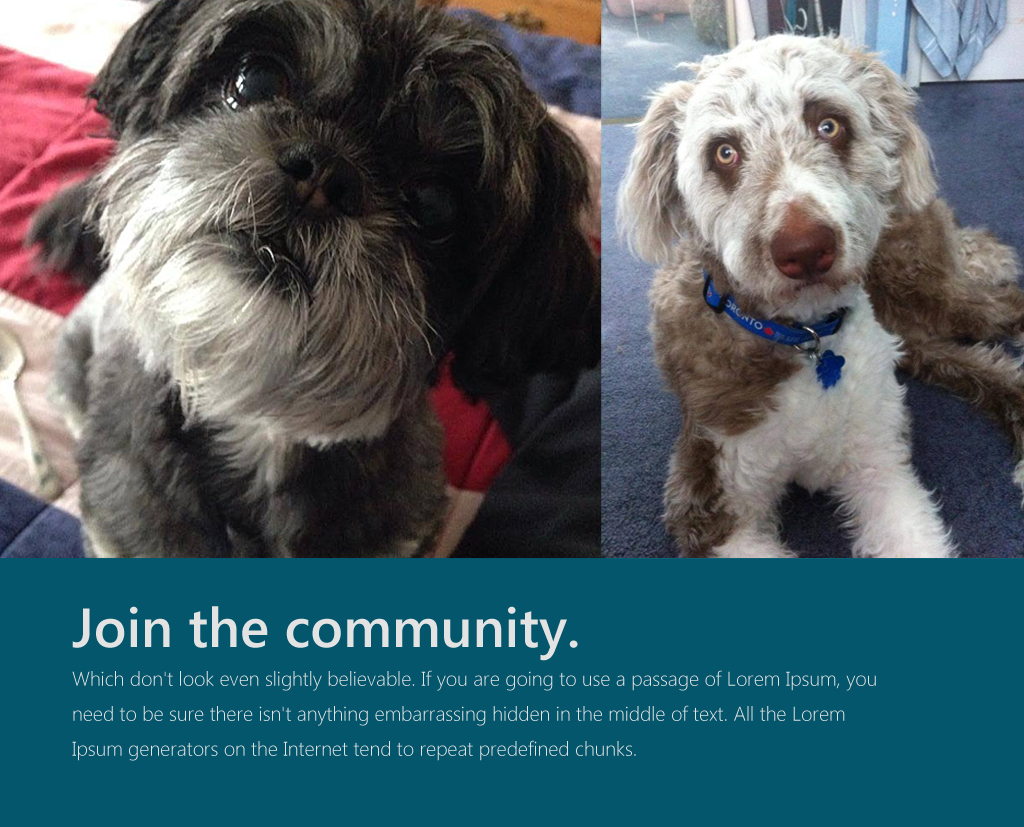 ORONTO
Join the community.
Which don't look even slightly believable. If you are going to use a passage of Lorem Ipsum, you
need to be sure there isn't anything embarrassing hidden in the middle of text. All the Lorem
Ipsum generators on the Internet tend to repeat predefined chunks.